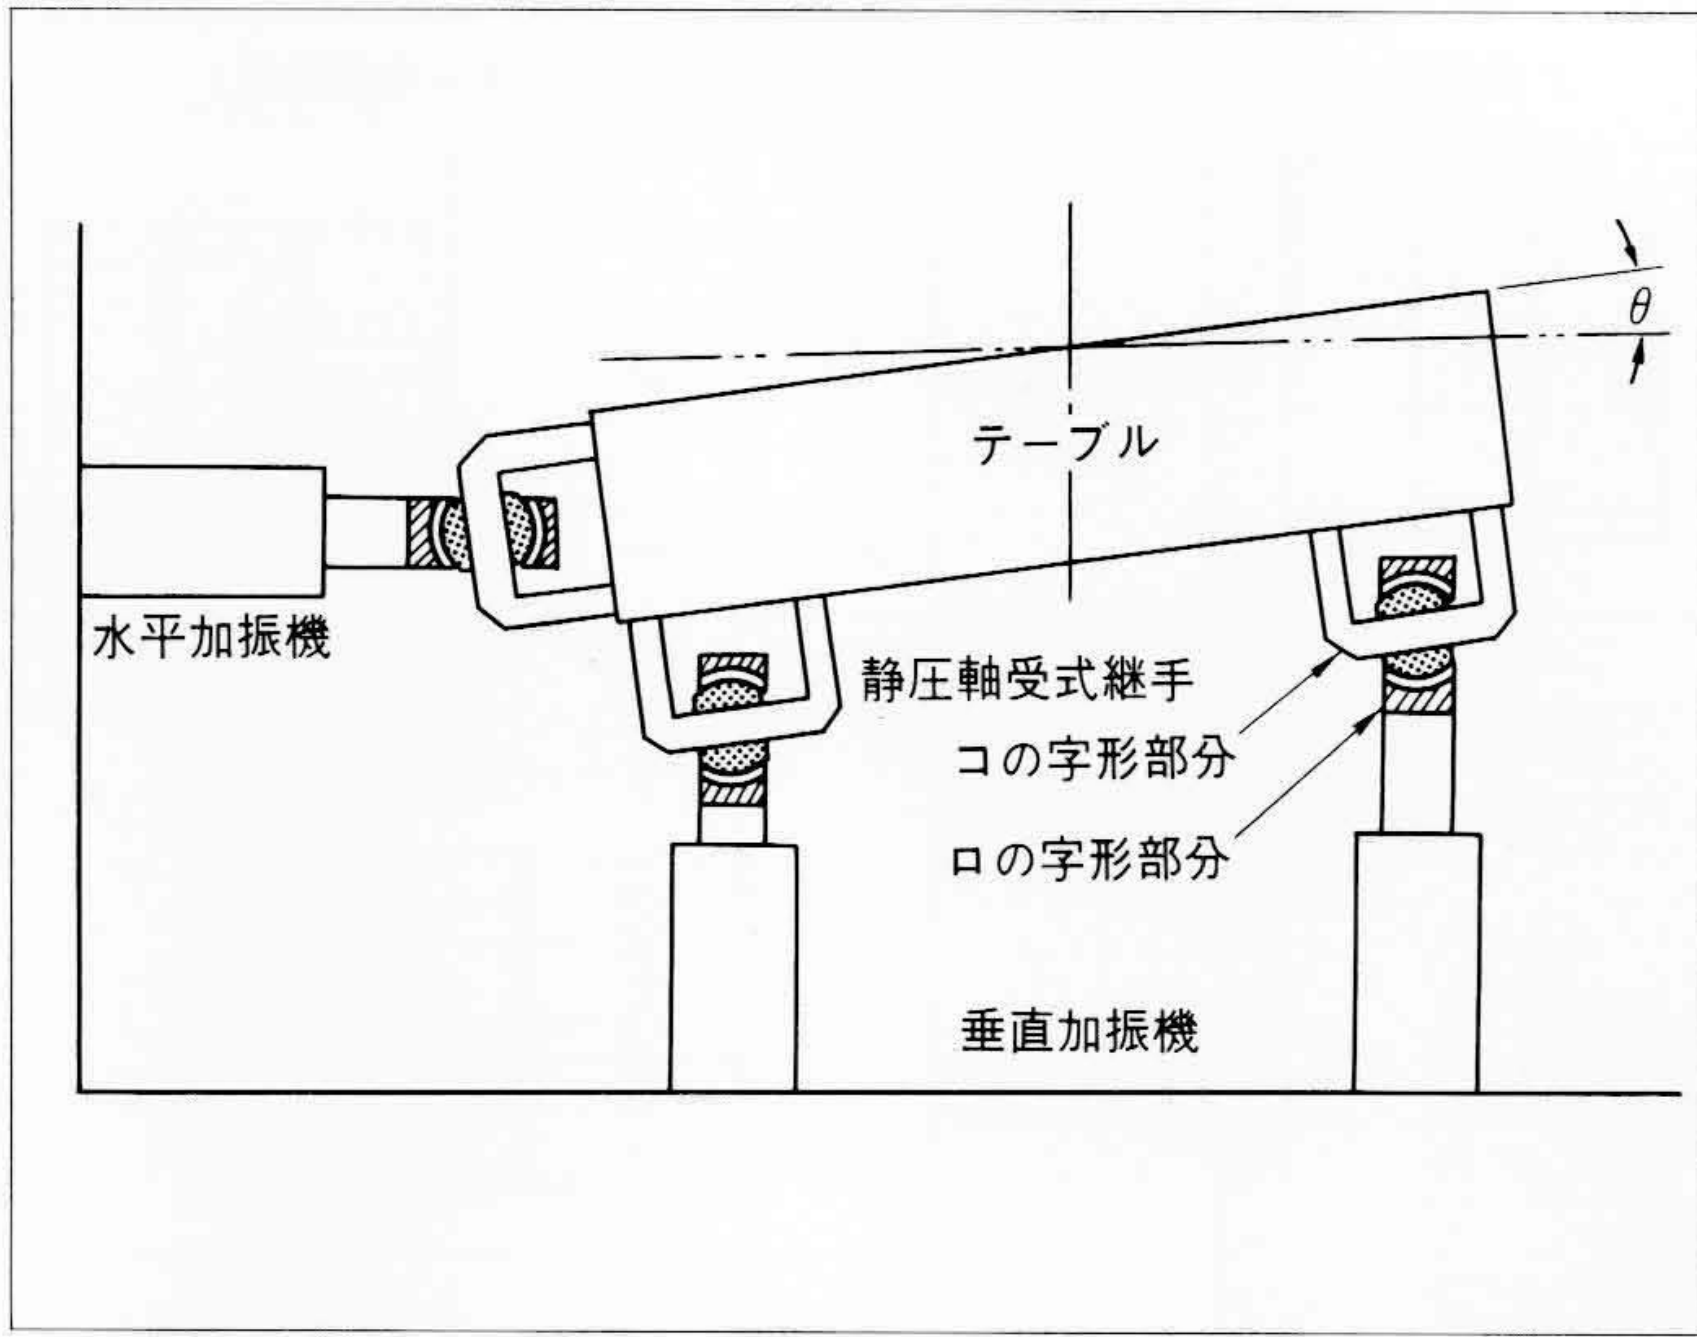 θ
テーブル
水平加振機
静圧軸受式継手
コの字形部分
ロの字形部分
垂直加振機